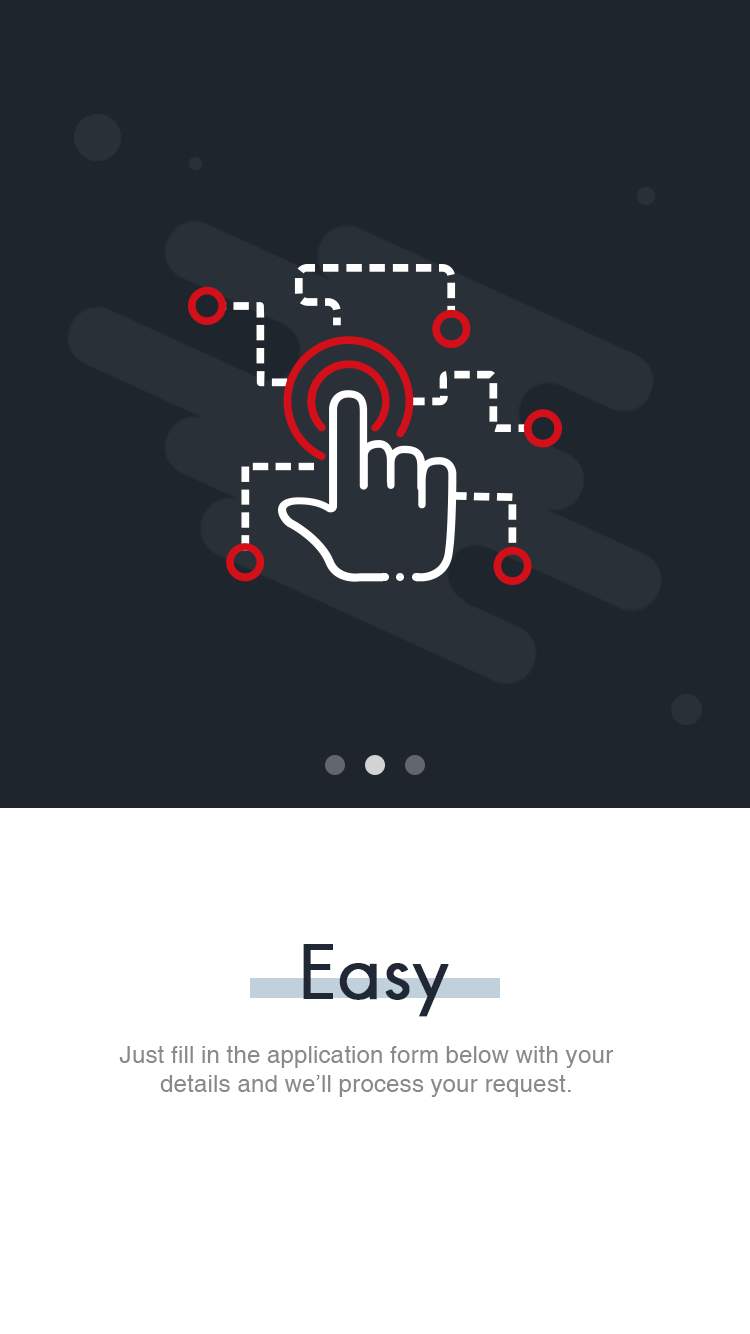 Easy
Just fill in the application form below with your
details and we’ll process your request.